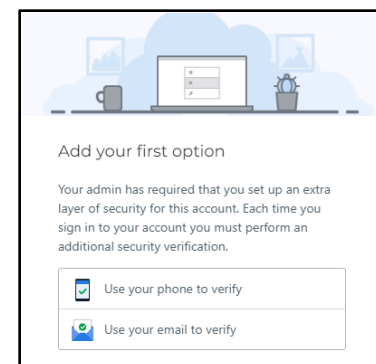 Add your first option
Your admin has required that you set up an extra
layer of security for this account. Each time you
sign in to your account you must perform an
additional security verification.
Use your phone to verify
Use your email to verify